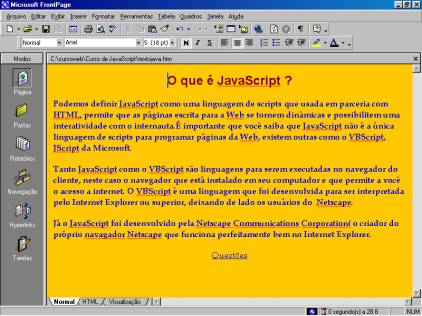 Microsoft FrontPage
Arquivo Editar Exibir Inserir Formatar Ferramentas Tabela Quadros Janela Ajuda
Normal Arial 5 (18 pt) N I S
Modos C:\cursoweb\Curso de JavaScript\textojava.htm
O que é JavaScript ?
Página
Podemos definir JavaScript como uma linguagem de scripts que usada em parceria com
HTML, permite que as páginas escrita para a Web se tornem dinâmicas e possibilitem uma
interatividade com o internauta.É importante que você saiba que JavaScript não é a única
linguagem de scripts para programar páginas da Web, existem outras como o VBScript,
JScript da Microsoft.
Pastas
Relatórios
Tanto JavaScript como o VBScript são linguagens para serem executadas no navegador do
cliente, neste caso o navegador que está instalado em seu computador e que permite a você
o acesso a internet. O VBScript é uma linguagem que foi desenvolvida para ser interpretada
pelo Internet Explorer ou superior, deixando de lado os usuários do Netscape.
Navegação
Hyperlinks
Já o JavaScript foi desenvolvido pela Netscape Communications Corporation( o criador do
próprio navagador Netscape que funciona perfeitamente bem no Internet Explorer.
Questões
Tarefas
Normal HTML Visualização
0 segundo(s) a 28.8 NUM